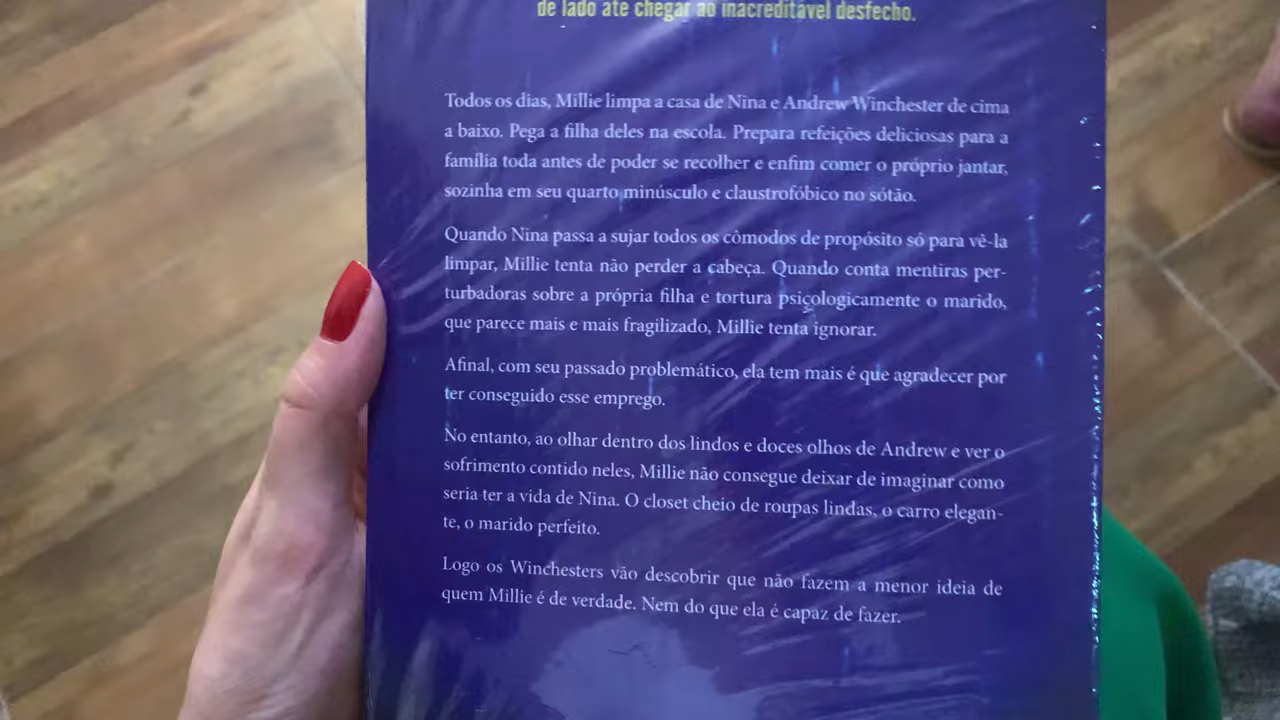 de lado até chegar ao inacreditável desfecho.
Todos os dias, Millie limpa a casa de Nina e Andrew Winchester de cima
a baixo. Pega a filha deles na escola. Prepara refeições deliciosas para a
família toda antes de poder se recolher e enfim comer o próprio jantar,
sozinha em seu quarto minúsculo e claustrofóbico no sótão.
Quando Nina passa a sujar todos os cômodos de propósito só para vê-la
limpar, Millie tenta não perder a cabeça. Quando conta mentiras per-
turbadoras sobre a própria filha e tortura psicologicamente o marido,
que parece mais e mais fragilizado, Millie tenta ignorar.
Afinal, com seu passado problemático, ela tem mais é que agradecer por
ter conseguido esse emprego.
No entanto, ao olhar dentro dos lindos e doces olhos de Andrew e ver o
sofrimento contido neles, Millie não consegue deixar de imaginar como
seria ter a vida de Nina. O closet cheio de roupas lindas, o carro elegan-
te, o marido perfeito.
Logo os Winchesters vão descobrir que não fazem a menor ideia de
quem Millie é de verdade. Nem do que ela é capaz de fazer.